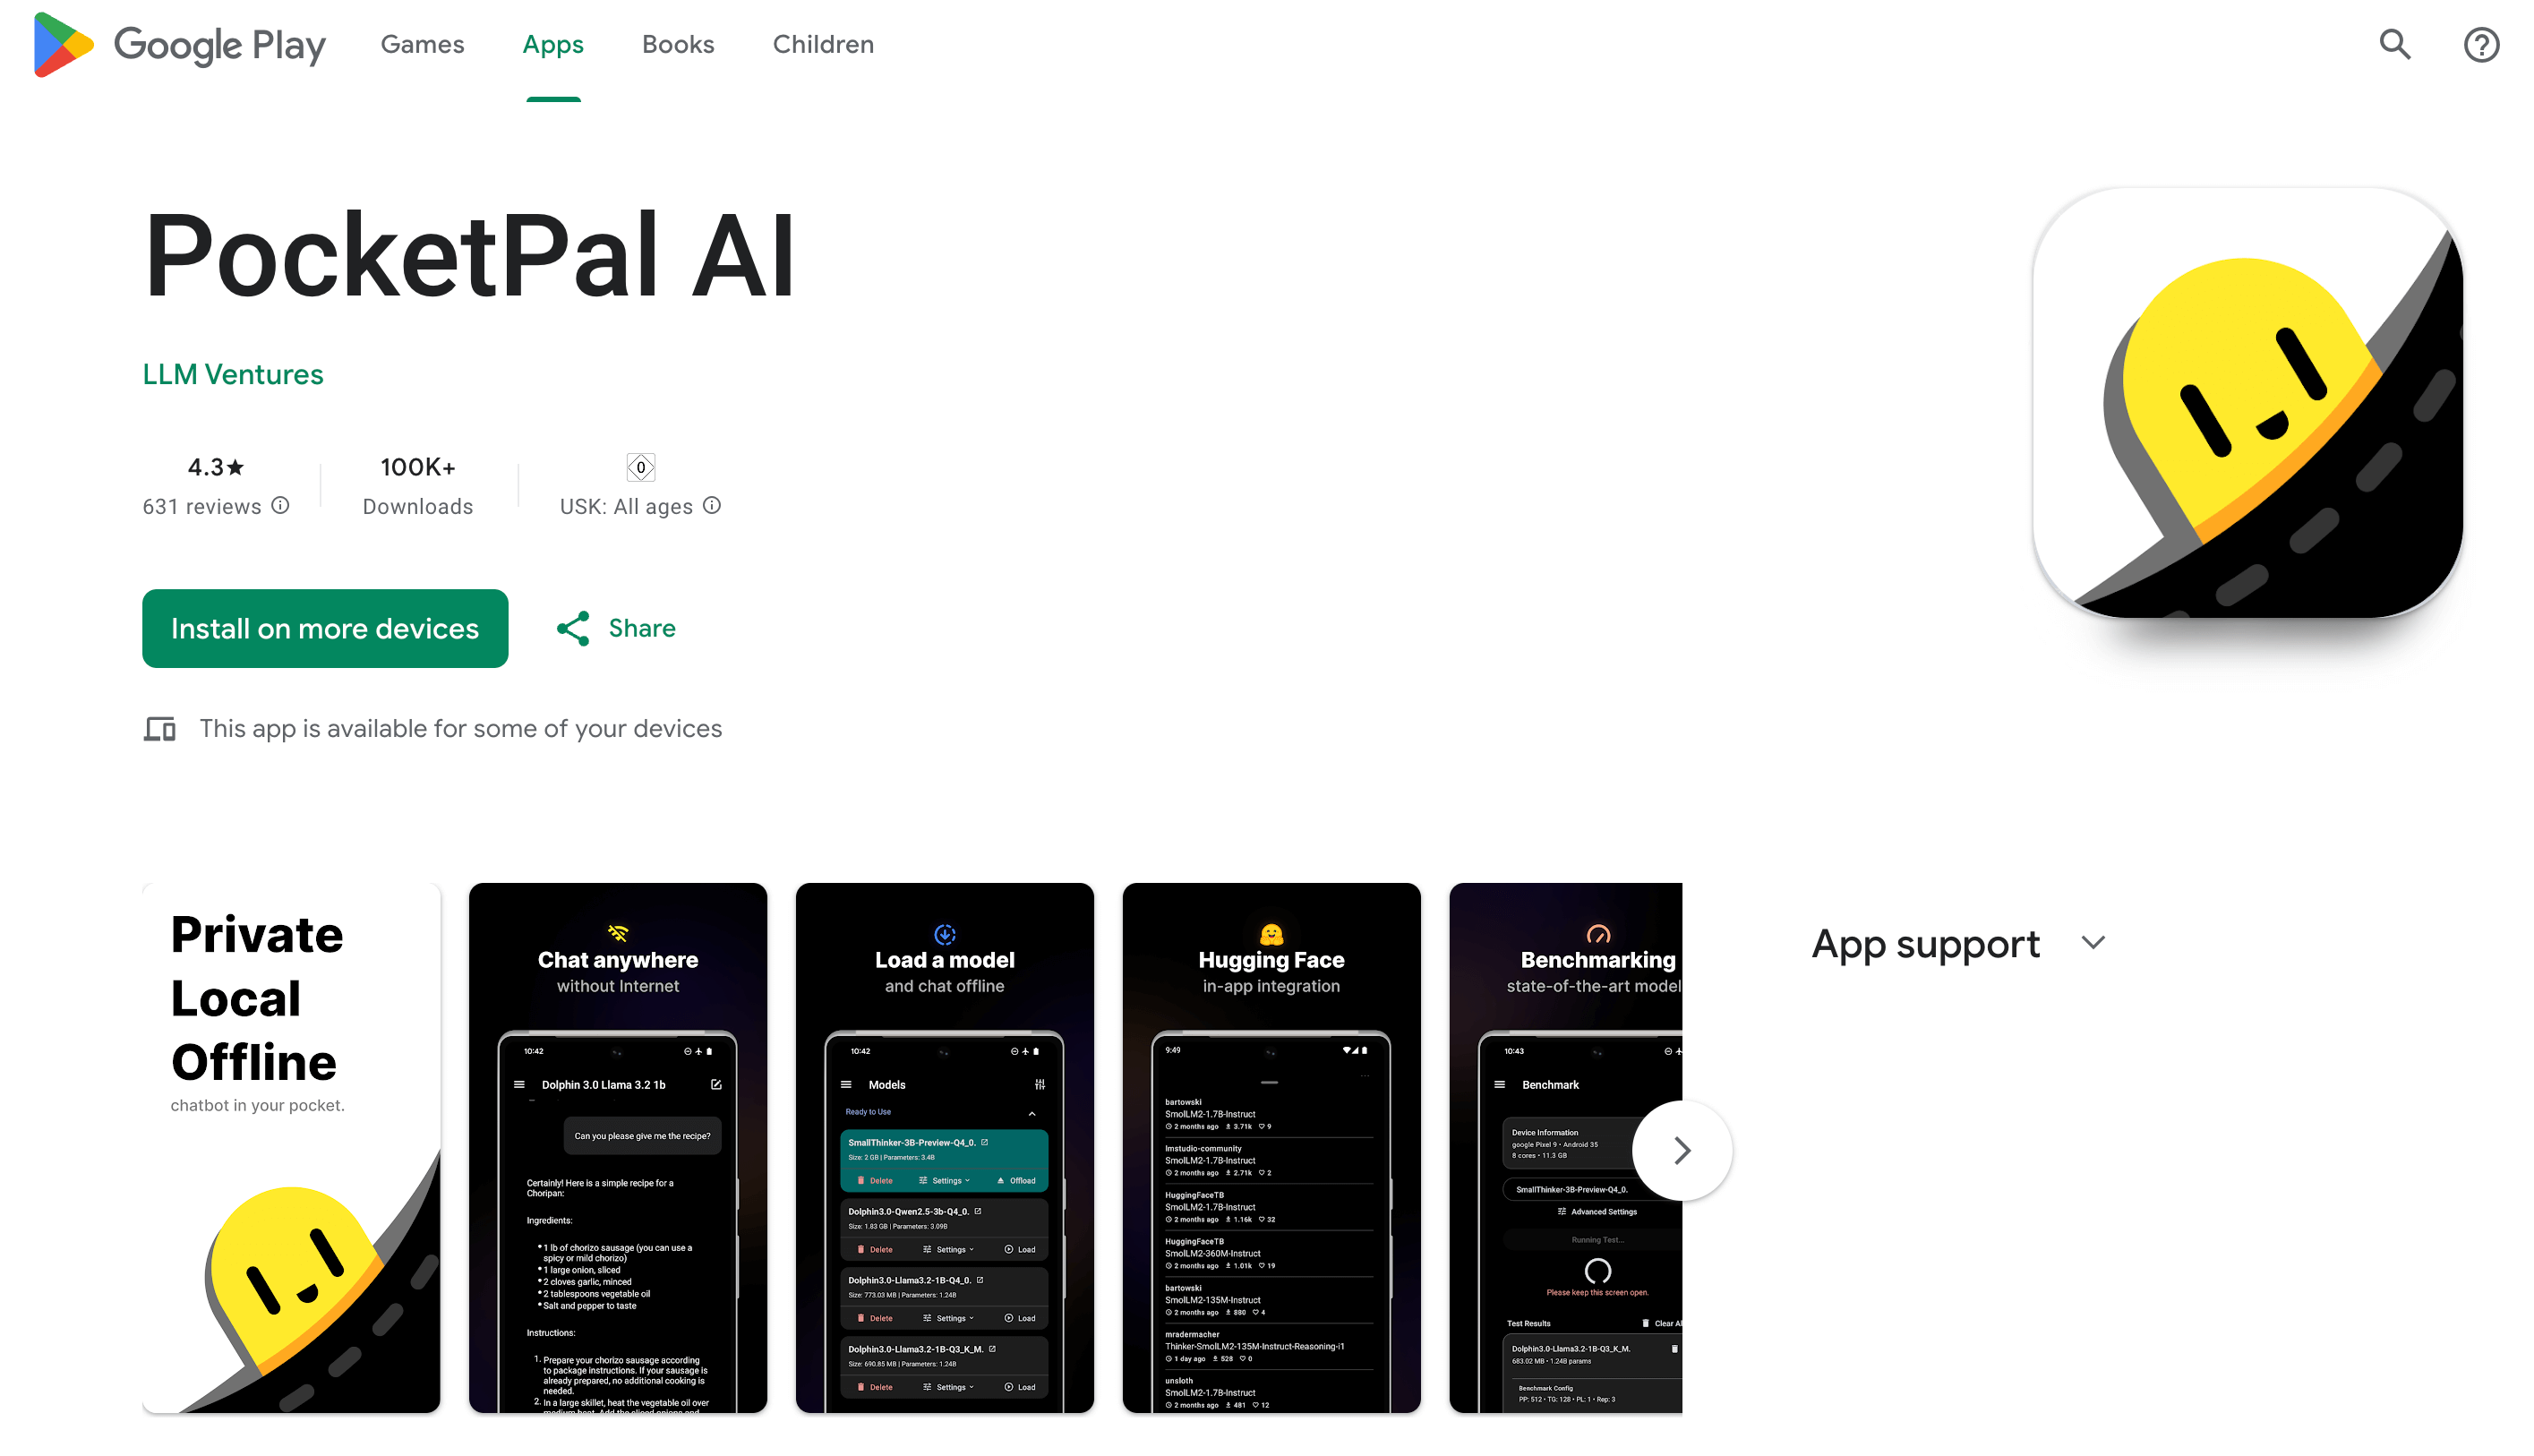 Google Play
Games
Apps
Books
Children
PocketPal AI
LLM Ventures
4.3★
631 reviews
100K+
Downloads
0
USK: All ages
Install on more devices
Share
This app is available for some of your devices
Private
Local
Offline
chatbot in your pocket.
Chat anywhere
without Internet
10:42
Dolphin 3.0 Llama 3.2 1b
Can you please give me the recipe?
Certainly! Here is a simple recipe for a
Choripan:
Ingredients:
• 1 lb of chorizo sausage (you can use a
spicy or mild chorizo)
• 1 large onion, sliced
• 2 cloves garlic, minced
• 2 tablespoons vegetable oil
• Salt and pepper to taste
Instructions:
1. Prepare your chorizo sausage according
to package instructions. If your sausage is
already prepared, no additional cooking is
needed.
2. In a large skillet, heat the vegetable oil over
medium heat. Add the sliced onions and
Load a model
and chat offline
10:42
Models
Ready to Use
SmallThinker-3B-Preview-Q4_0.
Size: 2 GB | Parameters: 3.4B
Delete
Settings
Offload
Dolphin3.0-Qwen2.5-3b-Q4_0.
Size: 1.83 GB | Parameters: 3.09B
Delete
Settings
Load
Dolphin3.0-Llama3.2-1B-Q4_0.
Size: 773.03 MB | Parameters: 1.24B
Delete
Settings
Load
Dolphin3.0-Llama3.2-1B-Q3_K_M.
Size: 690.85 MB | Parameters: 1.24B
Delete
Settings
Load
Hugging Face
in-app integration
9:49
bartowski
SmolLM2-1.7B-Instruct
2 months ago 3.71k 9
lmstudio-community
SmolLM2-1.7B-Instruct
2 months ago 2.71k 2
HuggingFaceTB
SmolLM2-1.7B-Instruct
2 months ago 1.16k 32
HuggingFaceTB
SmolLM2-360M-Instruct
2 months ago 1.01k 19
bartowski
SmolLM2-135M-Instruct
2 months ago 880 4
mradermacher
Thinker-SmolLM2-135M-Instruct-Reasoning-i1
1 day ago 528 0
unsloth
SmolLM2-1.7B-Instruct
2 months ago 481 12
Benchmarking
state-of-the-art model
10:43
Benchmark
Device Information
google Pixel 9 • Android 35
8 cores • 11.3 GB
SmallThinker-3B-Preview-Q4_0.
Advanced Settings
Running Test...
Please keep this screen open.
Test Results
Clear Al
Dolphin3.0-Llama3.2-1B-Q3_K_M.
683.02 MB • 1.24B params
Benchmark Config
PP: 512 • TG: 128 • PL: 1 • Rep: 3
App support